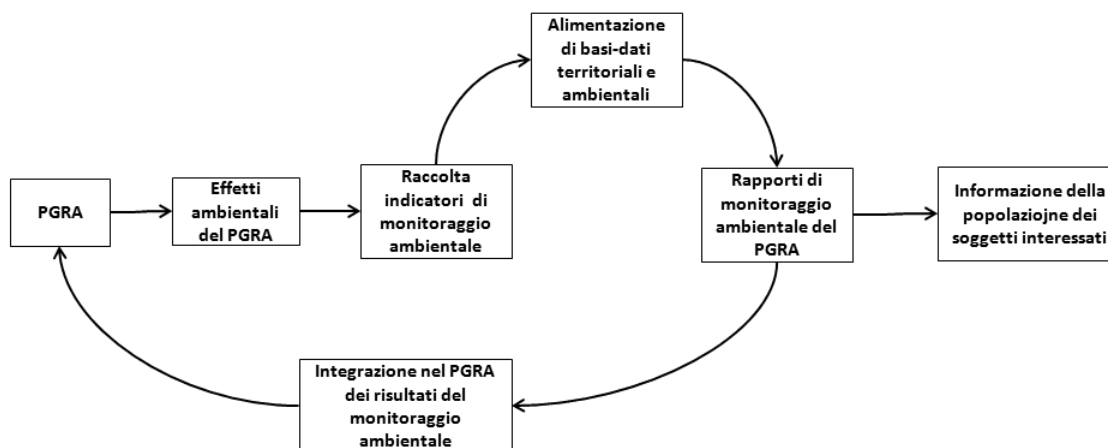 Alimentazione
di basi-dati
territoriali e
ambientali
PGRA
Effetti
ambientali
del PGRA
Raccolta
indicatori di
monitoraggio
ambientale
Rapporti di
monitoraggio
ambientale del
PGRA
Informazione della
popolaziojne dei
soggetti interessati
Integrazione nel PGRA
dei risultati del
monitoraggio
ambientale